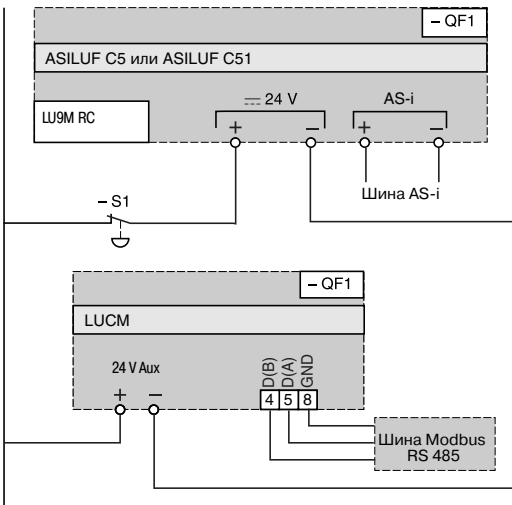 – QF1
ASILUF C5 или ASILUF C51
LU9M RC
24 V
AS-i
+
–
+
–
Шина AS-i
– S1
– QF1
LUCM
24 V Aux
D(B)
D(A)
GND
+
–
4
5
8
Шина Modbus
RS 485